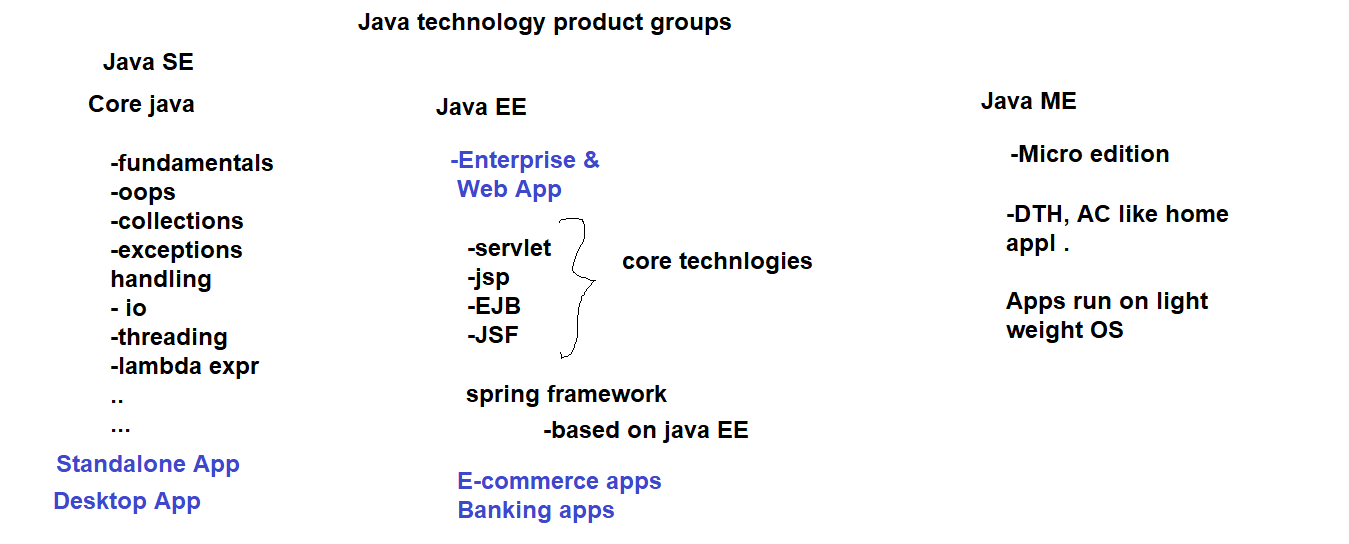 Java technology product groups
Java SE
Core java
-fundamentals
-oops
-collections
-exceptions
handling
- io
-threading
-lambda expr
..
...
Standalone App
Desktop App
Java EE
-Enterprise &
Web App
-servlet
-jsp
-EJB
-JSF
core technlogies
spring framework
-based on java EE
E-commerce apps
Banking apps
Java ME
-Micro edition
-DTH, AC like home
appl .
Apps run on light
weight OS